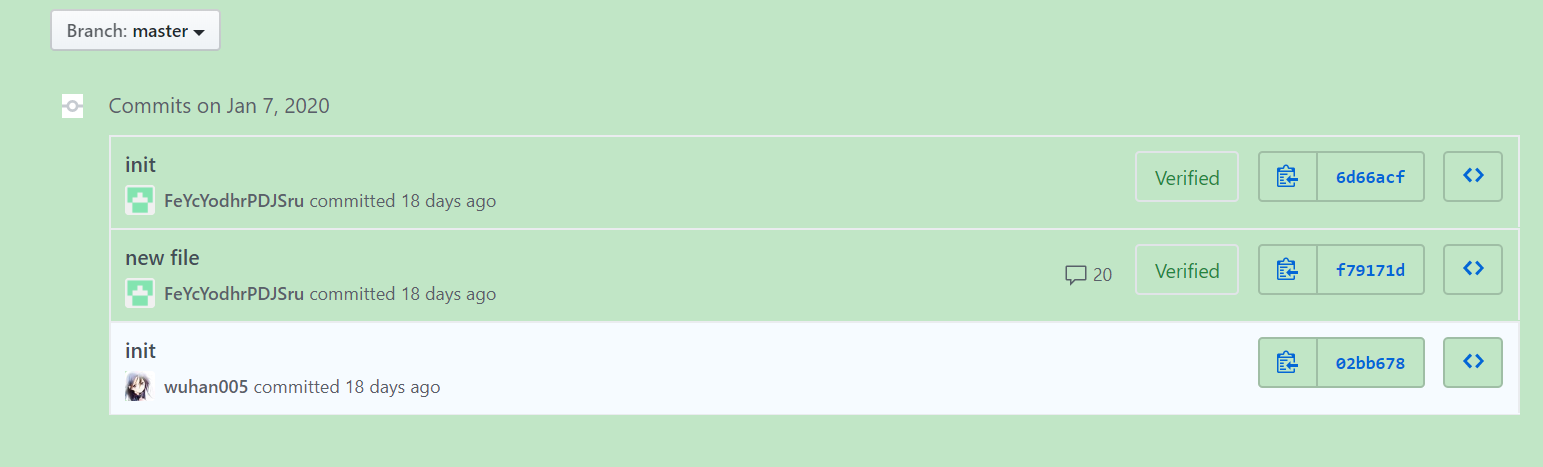 Branch: master
Commits on Jan 7, 2020
init
Verified
6d66acf
FeYcYodhrPDJSru committed 18 days ago
new file
20
Verified
f79171d
FeYcYodhrPDJSru committed 18 days ago
init
02bb678
wuhan005 committed 18 days ago